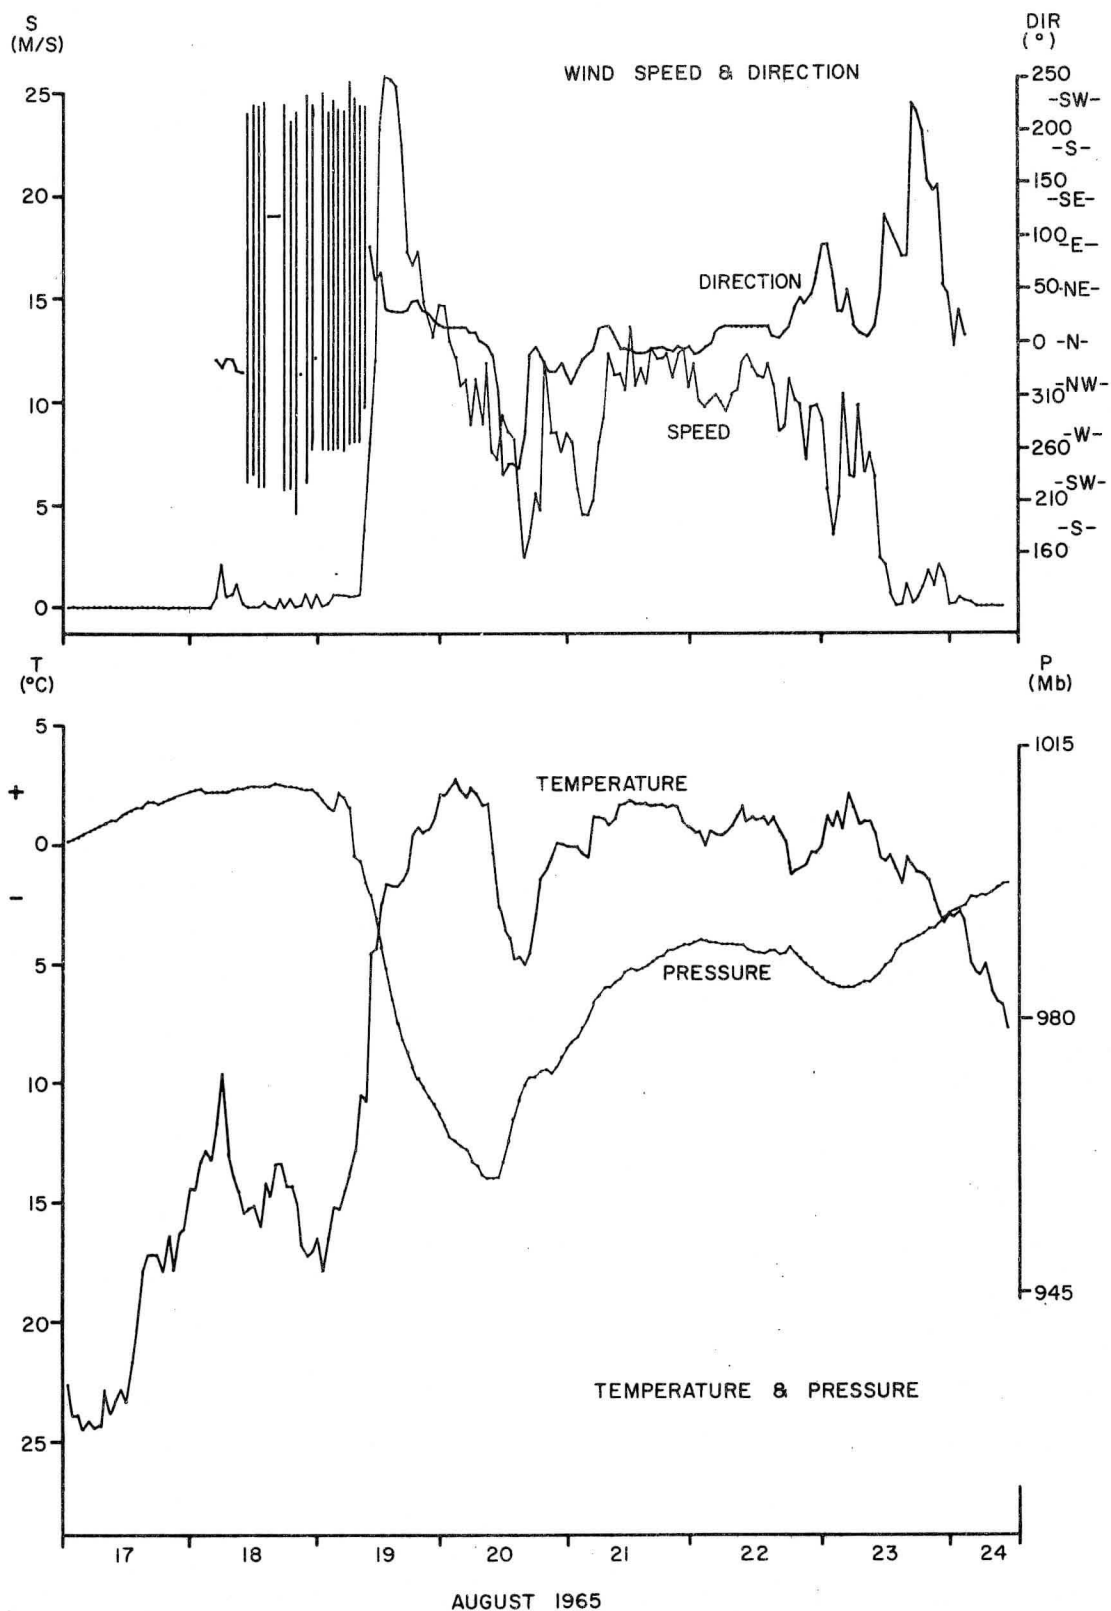 S
(M/S)
DIR
(°)
WIND SPEED & DIRECTION
25
20
15
10
5
0
250
-SW-
200
-S-
150
-SE-
100
-E-
50
-NE-
0 -N-
-NW-
310
-W-
260
-SW-
210
-S-
160
DIRECTION
SPEED
T
(°C)
P
(Mb)
5
+
0
−
5
10
15
20
25
1015
980
945
TEMPERATURE
PRESSURE
TEMPERATURE & PRESSURE
17 18 19 20 21 22 23 24
AUGUST 1965